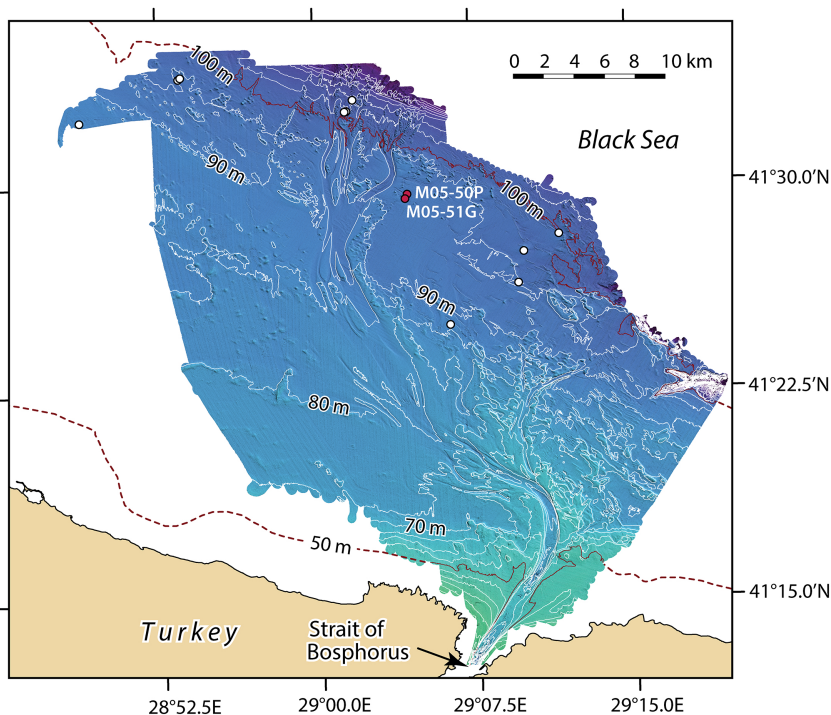 100 m
0 2 4 6 8 10 km
Black Sea
90 m
41°30.0’N
M05-50P
100 m
M05-51G
90 m
41°22.5’N
80 m
70 m
50 m
41°15.0’N
Turkey
Strait of
Bosphorus
28°52.5E
29°00.0E
29°07.5E
29°15.0E